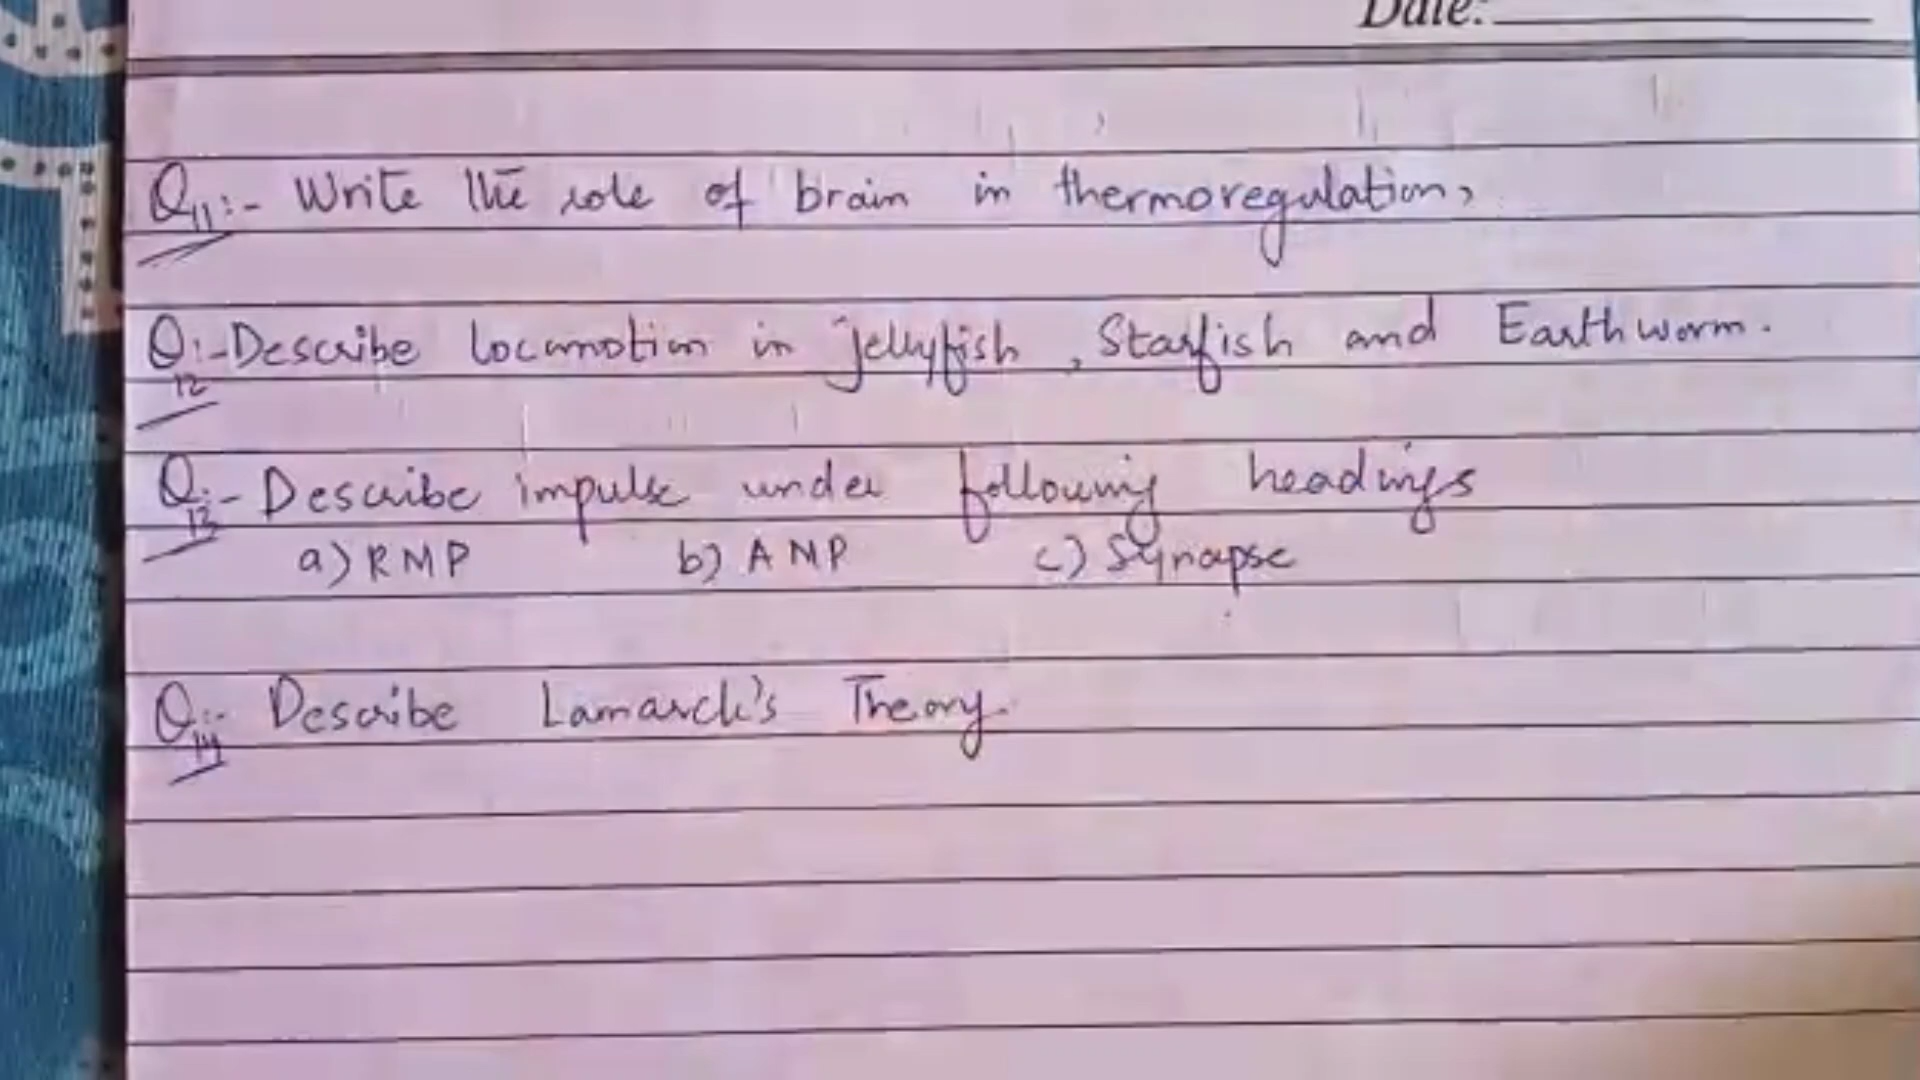 Date:
Q11:- Write the role of brain in thermoregulation,
Q12:- Describe locomotion in jellyfish, Starfish and Earthworm.
Q13:- Describe impulse under following headings
a) RMP b) AMP c) Synapse
Q14:- Describe Lamarck's Theory.